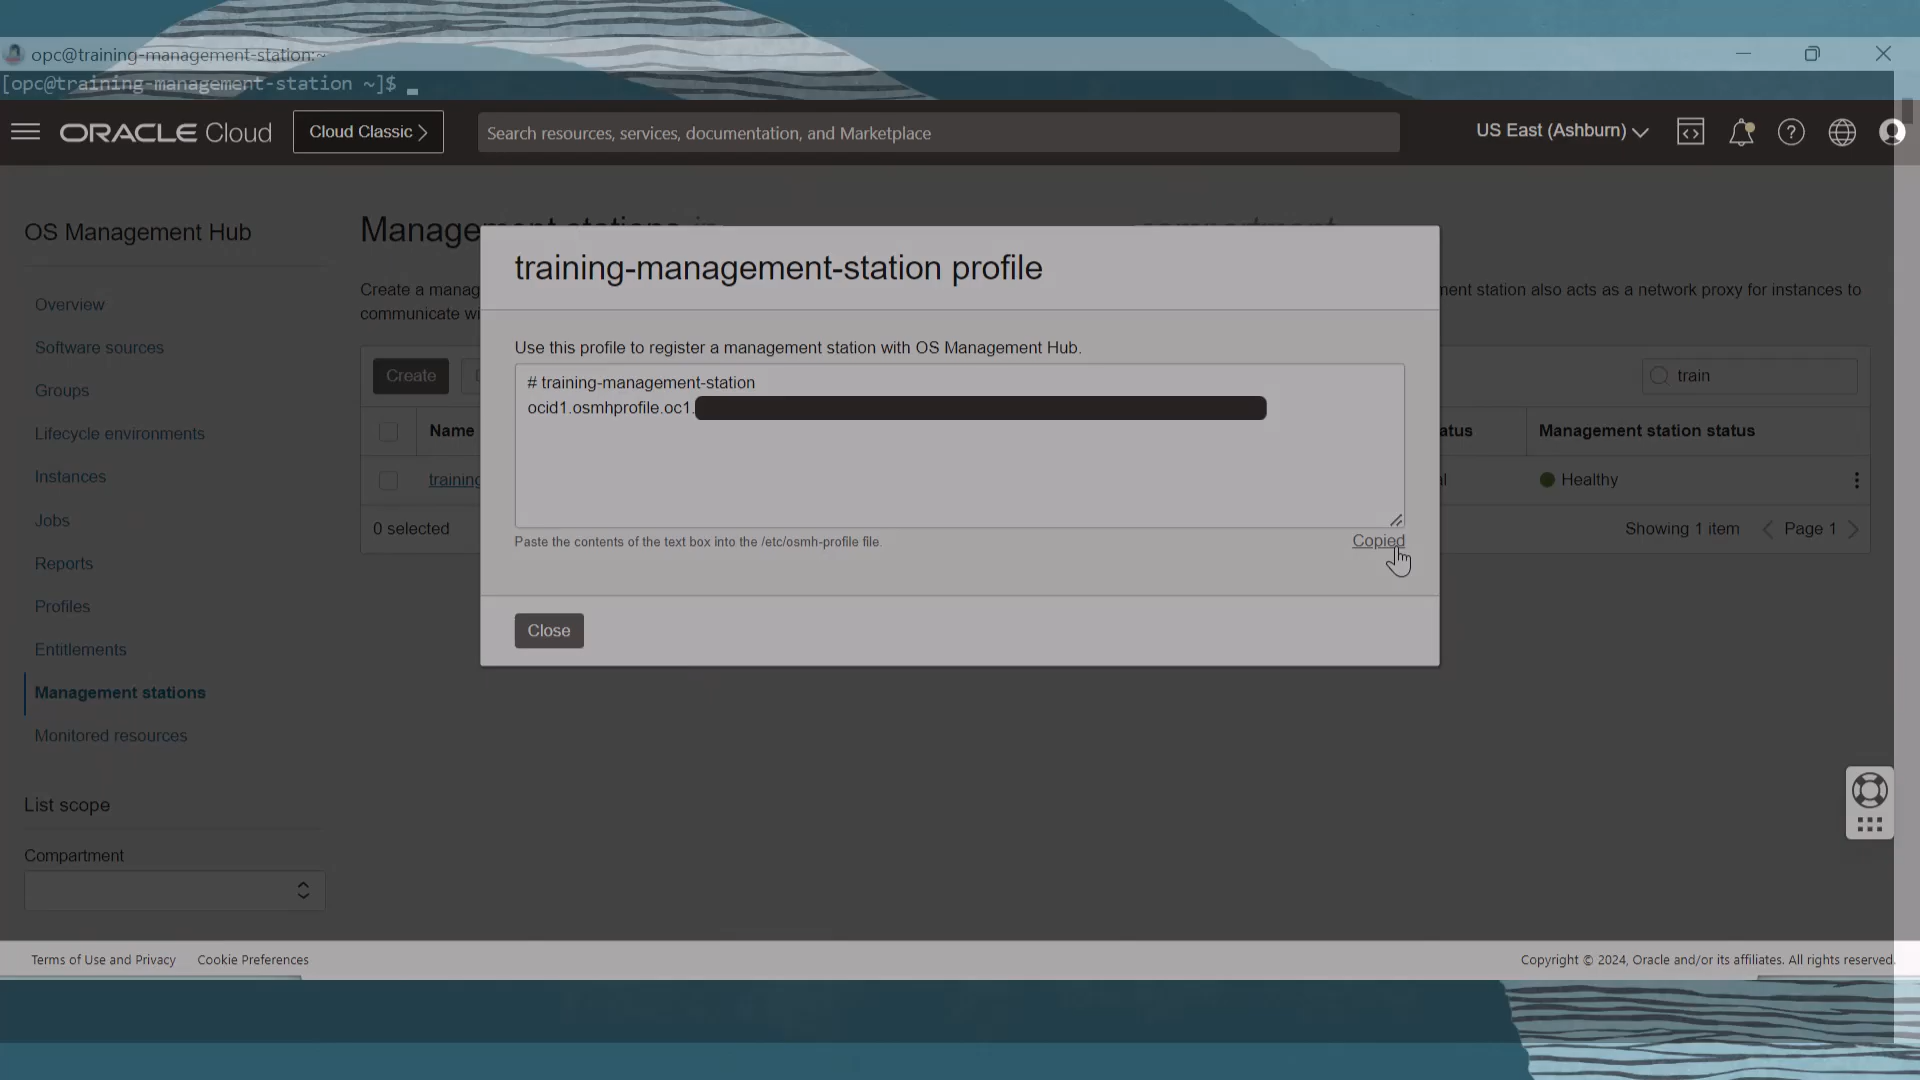 opc@training-management-station:~
[opc@training-management-station ~]$
ORACLE Cloud
Cloud Classic
Search resources, services, documentation, and Marketplace
US East (Ashburn)
OS Management Hub
Overview
Software sources
Groups
Lifecycle environments
Instances
Jobs
Reports
Profiles
Entitlements
Management stations
Monitored resources
List scope
Compartment
Management stations in compartment
Create a manag
ment station also acts as a network proxy for instances to
communicate wi
Create
train
Name
atus
Management station status
training
Healthy
0 selected
Showing 1 item
Page 1
training-management-station profile
Use this profile to register a management station with OS Management Hub.
# training-management-station
ocid1.osmhprofile.oc1.
Paste the contents of the text box into the /etc/osmh-profile file.
Copied
Close
Terms of Use and Privacy
Cookie Preferences
Copyright © 2024, Oracle and/or its affiliates. All rights reserved.